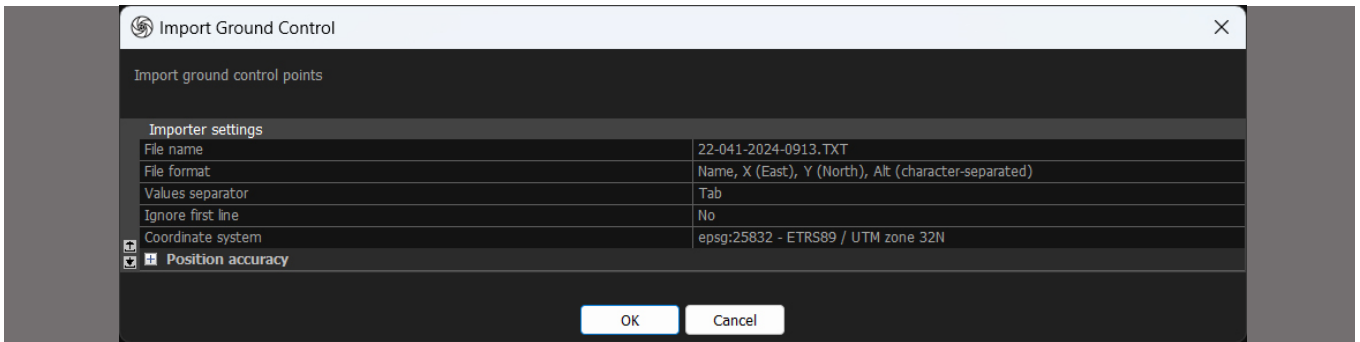 Import Ground Control
Import ground control points
Importer settings
File name 22-041-2024-0913.TXT
File format Name, X (East), Y (North), Alt (character-separated)
Values separator Tab
Ignore first line No
Coordinate system epsg:25832 - ETRS89 / UTM zone 32N
Position accuracy
OK Cancel